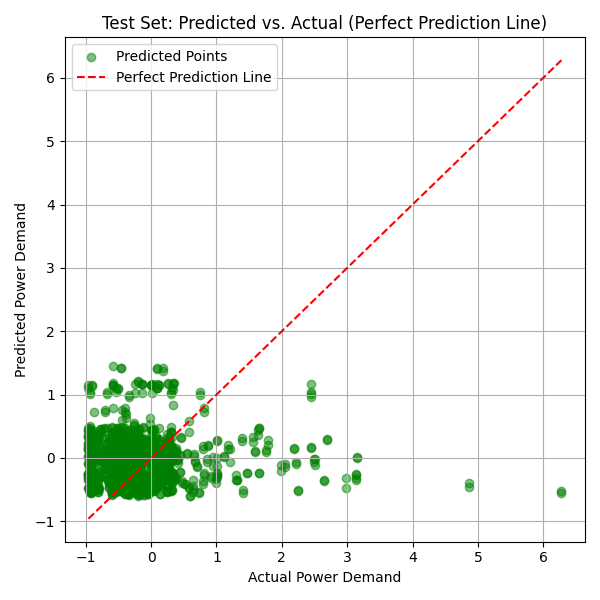 Test Set: Predicted vs. Actual (Perfect Prediction Line)
Predicted Points
Perfect Prediction Line
6
5
4
3
2
1
0
−1
Predicted Power Demand
−1 0 1 2 3 4 5 6
Actual Power Demand